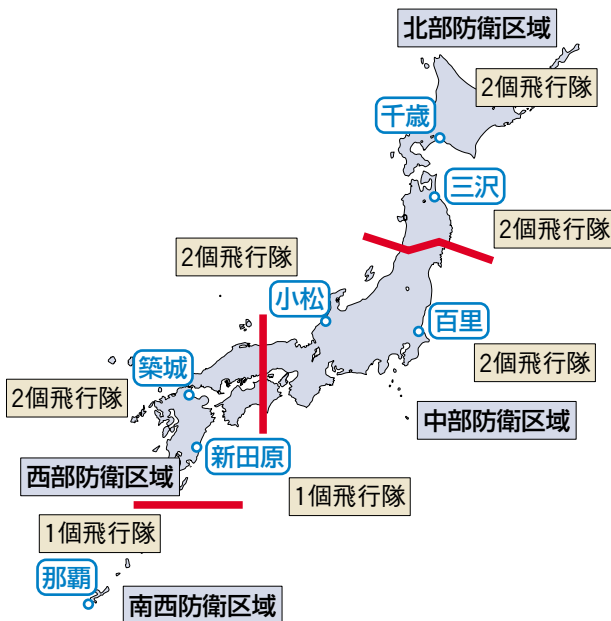 北部防衛区域
2個飛行隊
千歳
三沢
2個飛行隊
2個飛行隊
小松
百里
2個飛行隊
築城
2個飛行隊
中部防衛区域
新田原
西部防衛区域
1個飛行隊
1個飛行隊
那覇
南西防衛区域